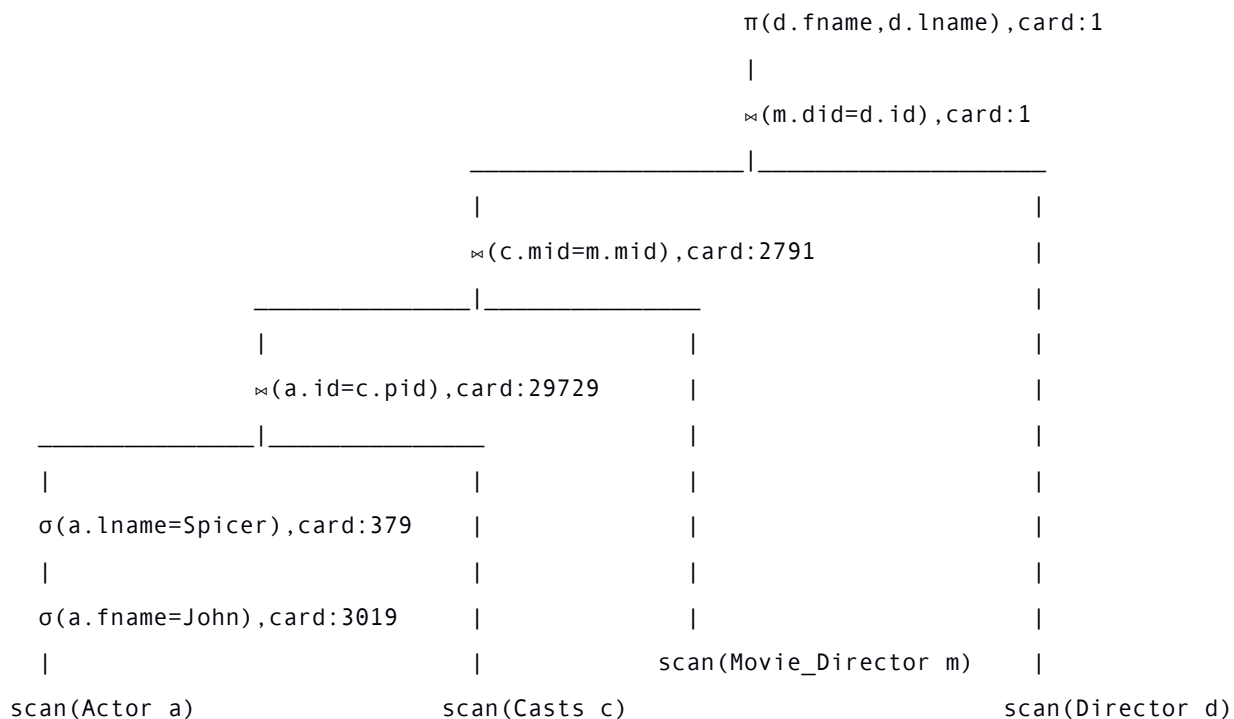 π(d.fname,d.lname),card:1
⋈(m.did=d.id),card:1
⋈(c.mid=m.mid),card:2791
⋈(a.id=c.pid),card:29729
σ(a.lname=Spicer),card:379
σ(a.fname=John),card:3019
scan(Movie_Director m)
scan(Actor a) scan(Casts c) scan(Director d)